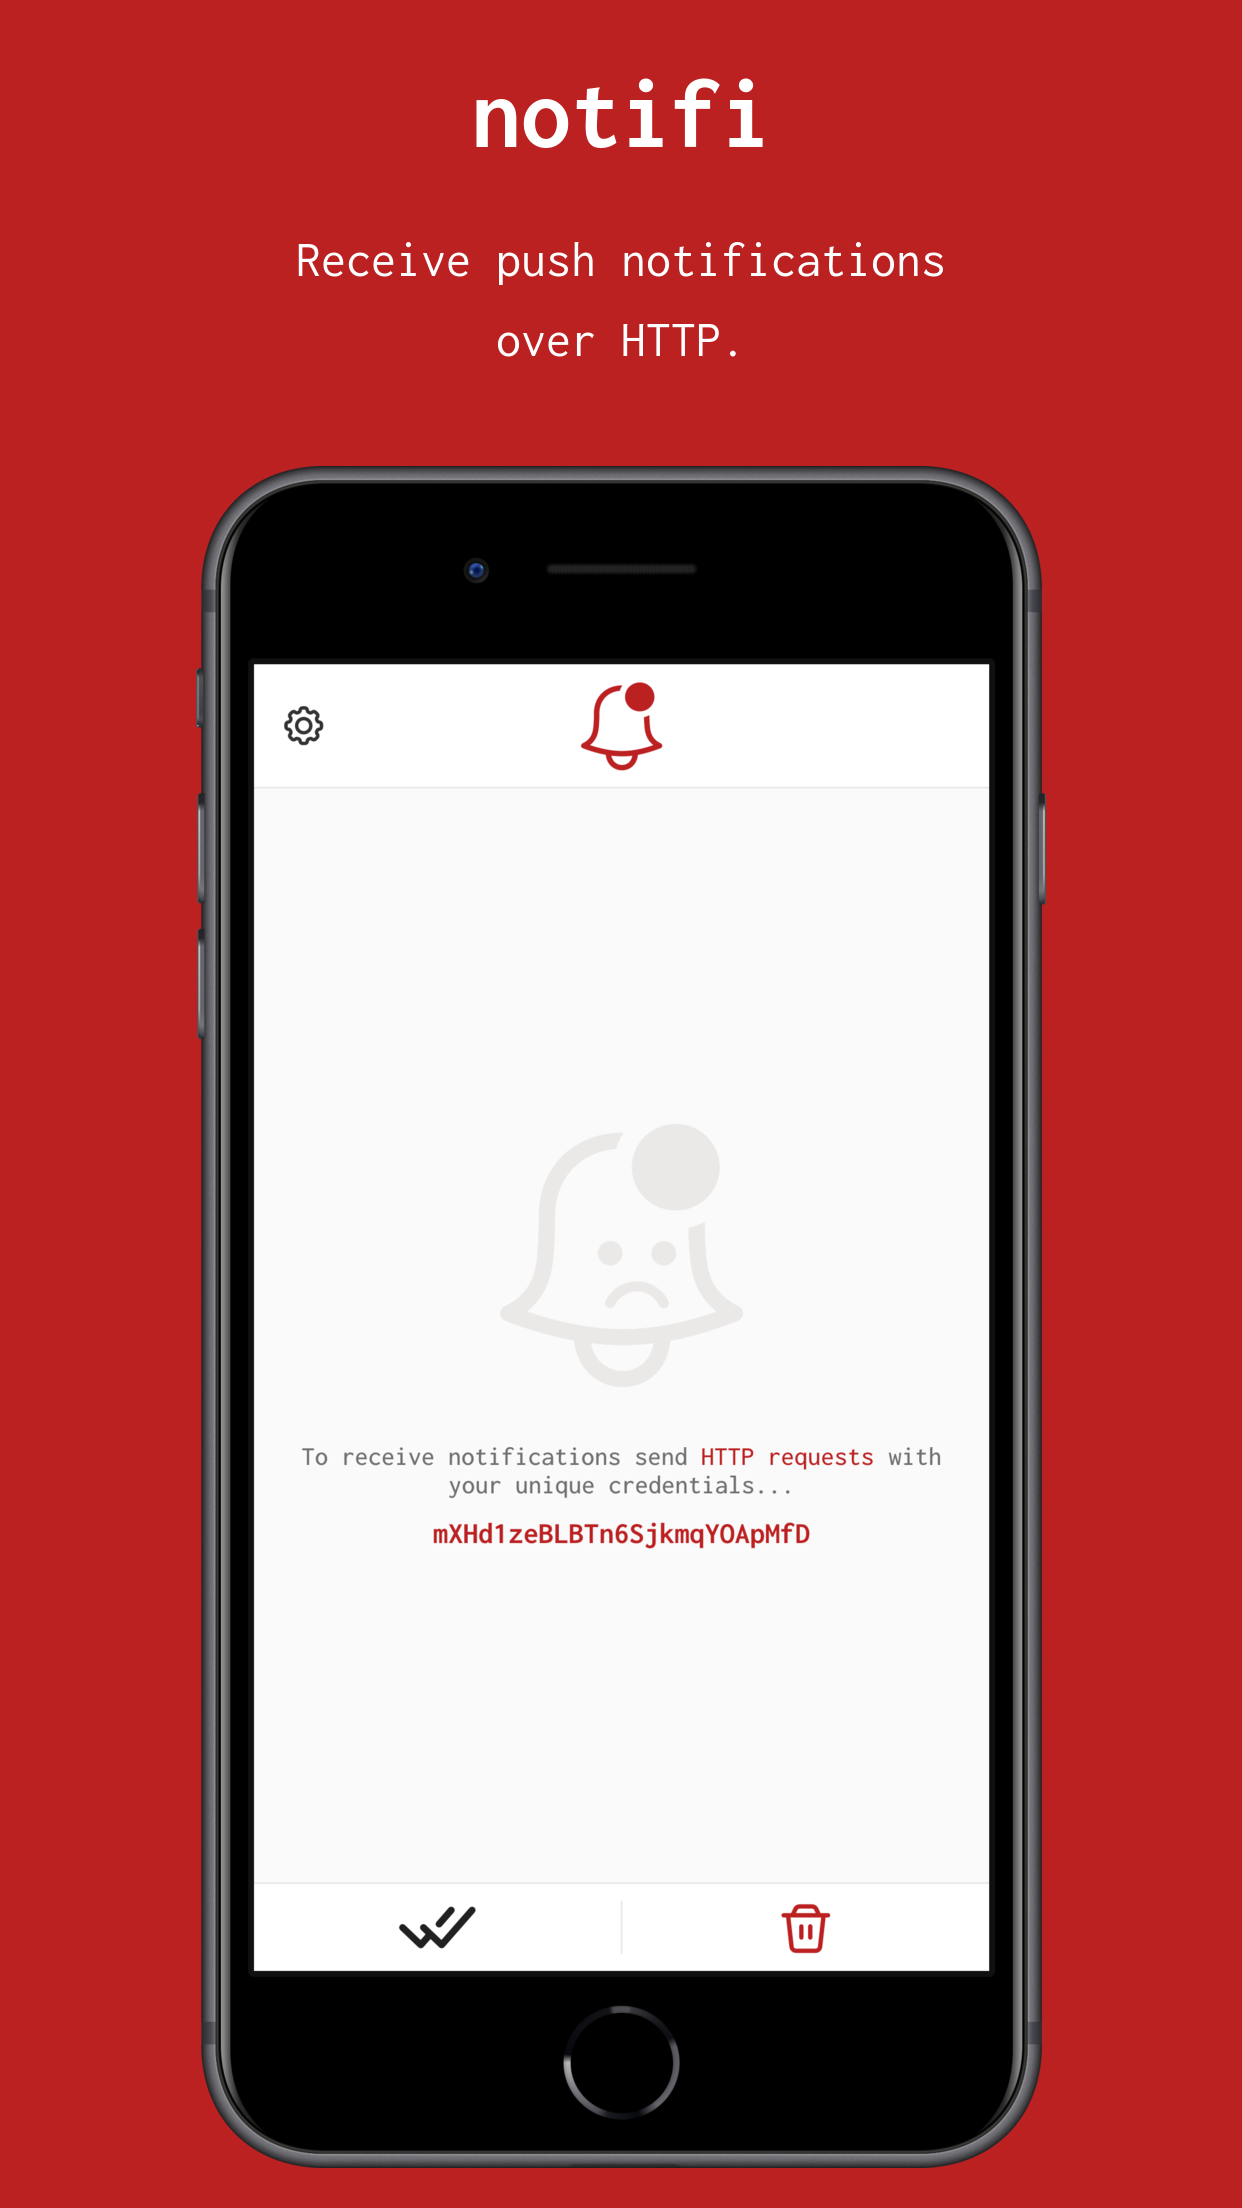 notifi
Receive push notifications
over HTTP.
To receive notifications send HTTP requests with
your unique credentials...
mXHd1zeBLBTn6SjkmqYOApMfD